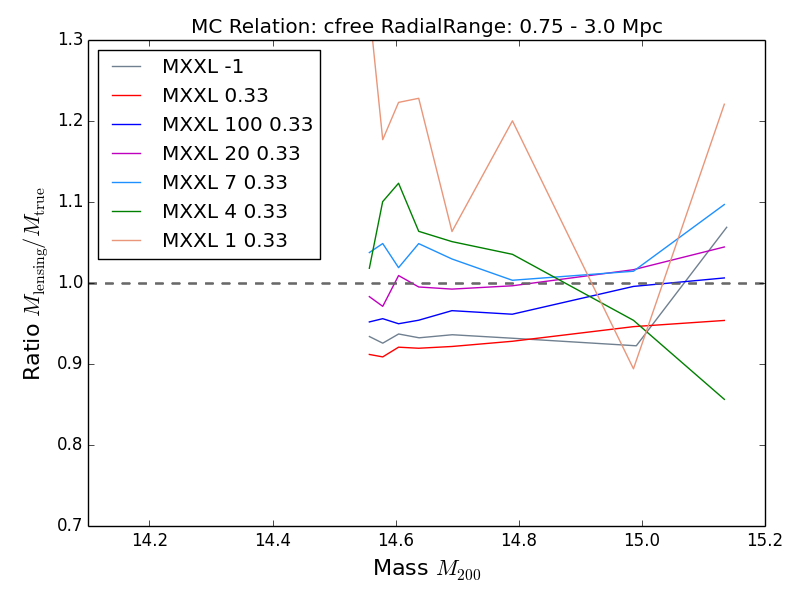 MC Relation: cfree RadialRange: 0.75 - 3.0 Mpc
1.3
1.2
1.1
1.0
0.9
0.8
0.7
Ratio M_lensing/M_true
MXXL -1
MXXL 0.33
MXXL 100 0.33
MXXL 20 0.33
MXXL 7 0.33
MXXL 4 0.33
MXXL 1 0.33
14.2 14.4 14.6 14.8 15.0 15.2
Mass M_200